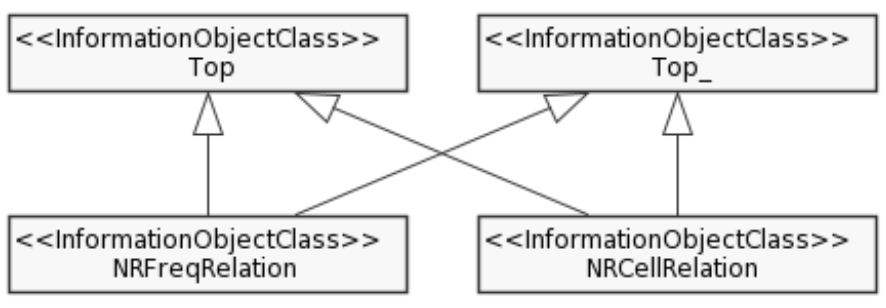 <<InformationObjectClass>>
Top
<<InformationObjectClass>>
Top_
<<InformationObjectClass>>
NRFreqRelation
<<InformationObjectClass>>
NRCellRelation